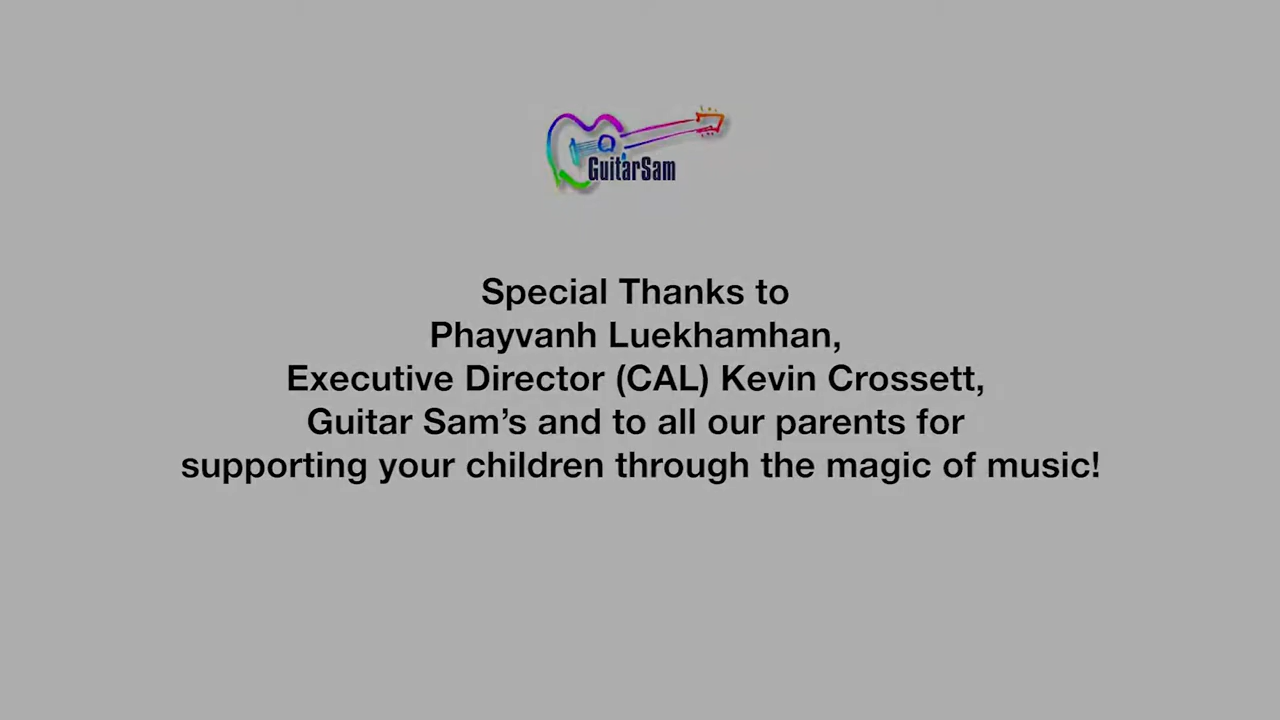 GuitarSam
Special Thanks to
Phayvanh Luekhamhan,
Executive Director (CAL) Kevin Crossett,
Guitar Sam’s and to all our parents for
supporting your children through the magic of music!